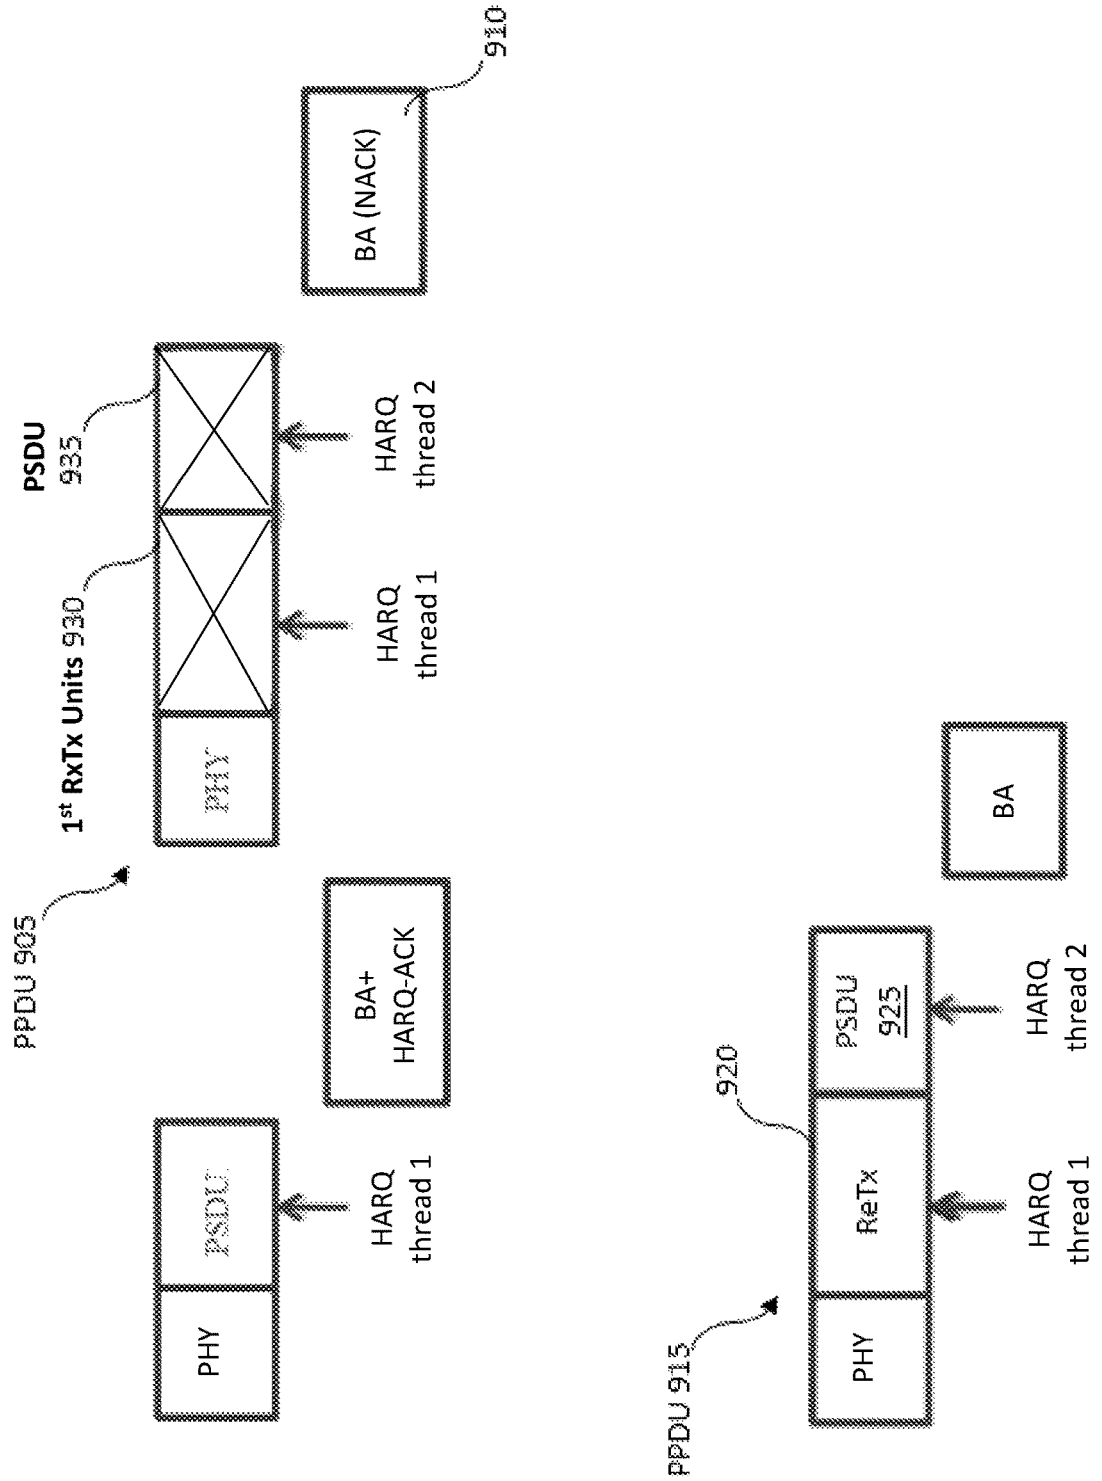 PPDU 905
1st RxTx Units 930
PSDU
935
PHY
PSDU
HARQ
thread 1
BA+
HARQ-ACK
PHY
HARQ
thread 1
HARQ
thread 2
BA (NACK)
910
PPDU 915
920
PHY
ReTx
PSDU
925
HARQ
thread 1
HARQ
thread 2
BA